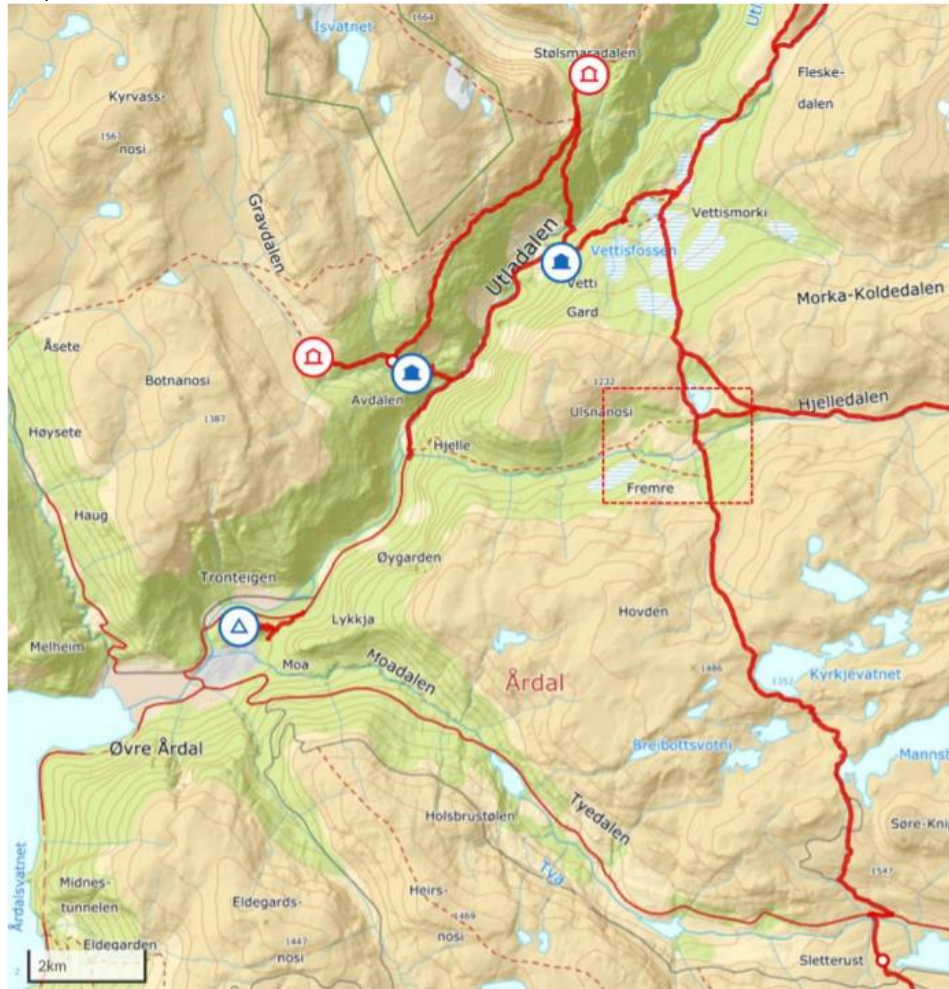 1664
Isvatnet
Stølsmaradalen
Fleske-
dalen
Kyrvass-
1567
nosi
Gravdalen
Vettismorki
Utladalen
Vettisfossen
Vetti
Gard
Morka-Koldedalen
Åsete
Botnanosi
1232
Avdalen
Ulsnanosi
Hjelledalen
1387
Høysete
Hjelle
Fremre
Haug
Øygarden
Tronteigen
Hovden
Lykkja
Melheim
Moa
Moadalen
Årdal
1486
Kyrkjevatnet
1352
Øvre Årdal
Breibottsvotni
Holsbrustølen
Tyedalen
Tya
Årdalsvatnet
Midnes-
tunnelen
Eldegards-
Heirs-
1547
1469
nosi
Eldegarden
1447
nosi
2km
2
Sletterust